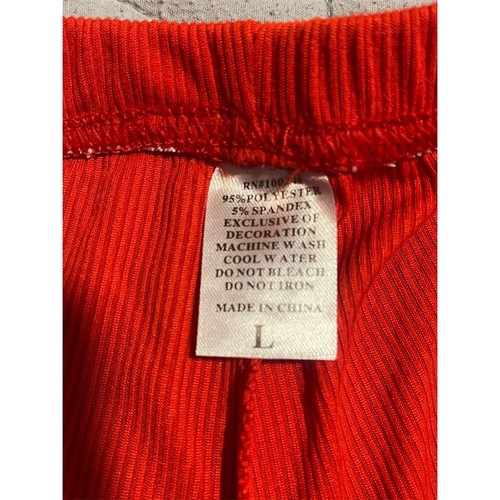 95%POLYESTER
5% SPANDEX
EXCLUSIVE OF
DECORATION
MACHINE WASH
COOL WATER
DO NOT BLEACH
DO NOT IRON
MADE IN CHINA
L